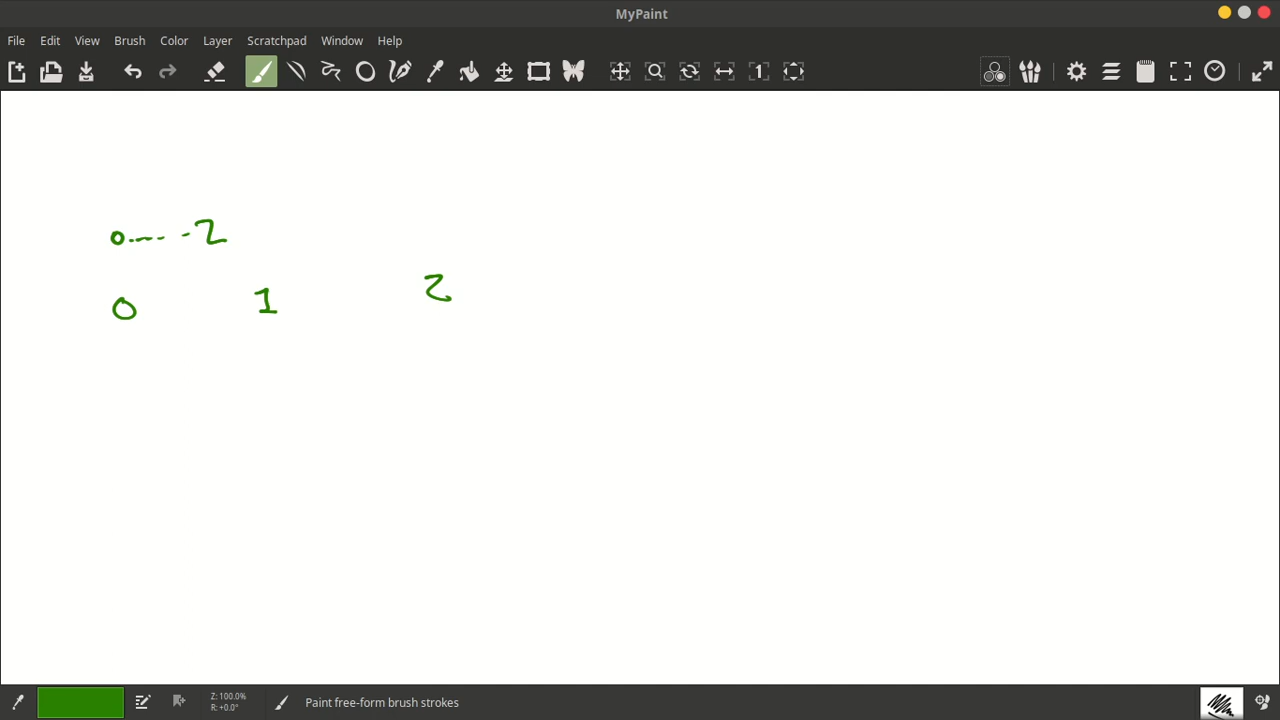 MyPaint
File Edit View Brush Color Layer Scratchpad Window Help
0.---- -2
0 1 2
Z: 100.0%
R: +0.0°
Paint free-form brush strokes